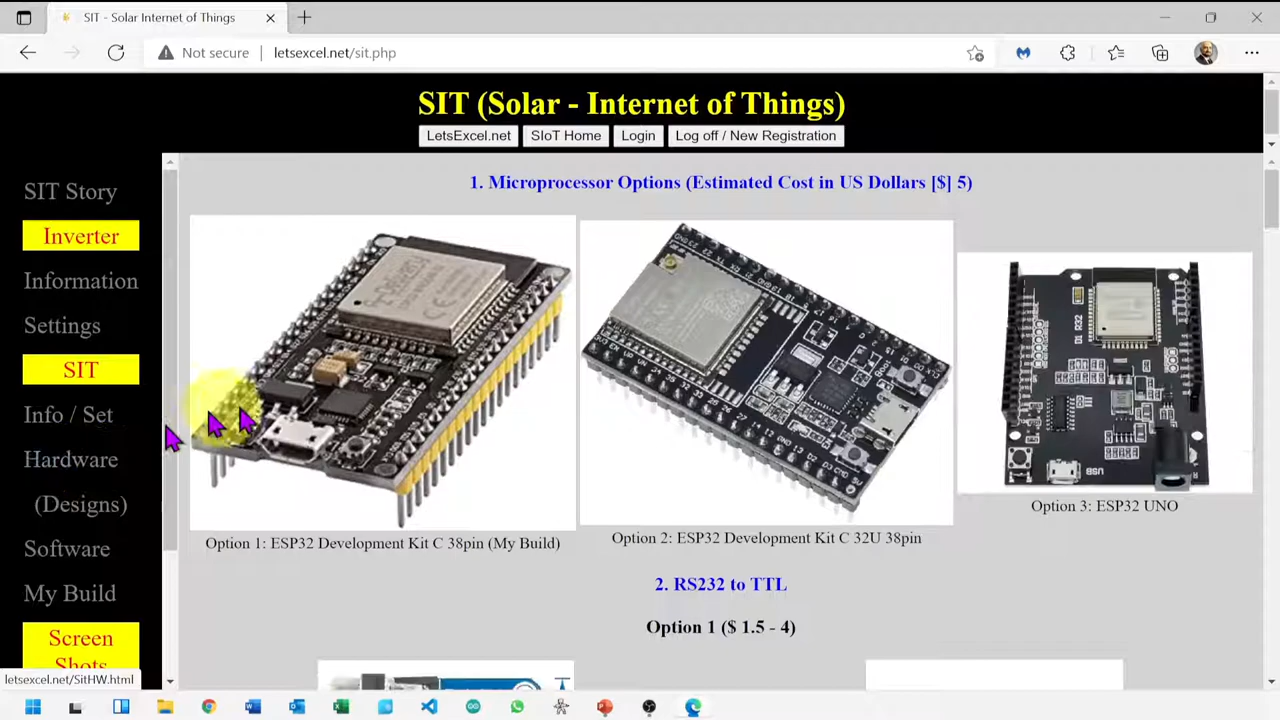 SIT - Solar Internet of Things
Not secure
letsexcel.net/sit.php
SIT (Solar - Internet of Things)
LetsExcel.net
SIoT Home
Login
Log off / New Registration
SIT Story
Inverter
Information
Settings
SIT
Info / Set
Hardware
(Designs)
Software
My Build
Screen
Shots
1. Microprocessor Options (Estimated Cost in US Dollars [$] 5)
Option 1: ESP32 Development Kit C 38pin (My Build)
Option 2: ESP32 Development Kit C 32U 38pin
D1 R32
USB
Option 3: ESP32 UNO
2. RS232 to TTL
Option 1 ($ 1.5 - 4)
letsexcel.net/SitHW.html